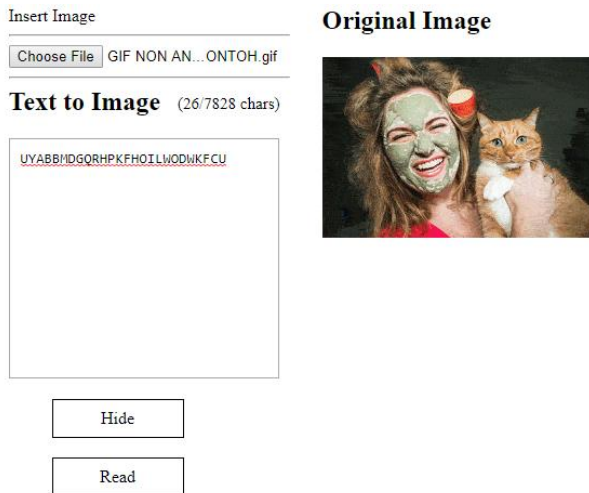 Insert Image
Choose File GIF NON AN...ONTOH.gif
Text to Image (26/7828 chars)
UYABBMDGQRHPKFHOILWODWKFCU
Hide
Read
Original Image